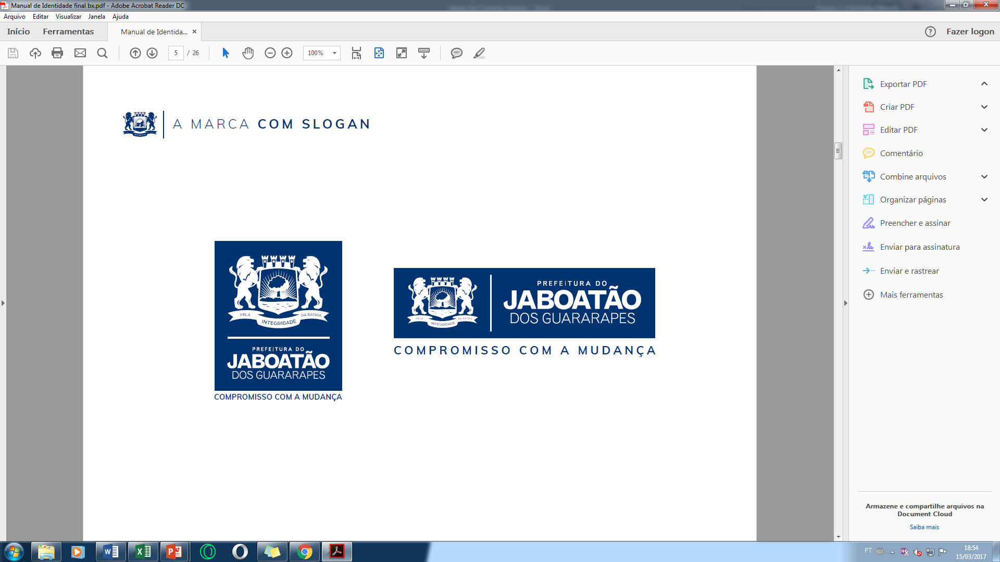 Manual de Identidade final bx.pdf - Adobe Acrobat Reader DC
Arquivo Editar Visualizar Janela Ajuda
Início Ferramentas Manual de Identida... × Fazer logon
5 / 26 100%
A MARCA COM SLOGAN
PELA INTEGRIDADE DA PÁTRIA
PREFEITURA DO
JABOATÃO
DOS GUARARAPES
COMPROMISSO COM A MUDANÇA
PELA INTEGRIDADE DA PÁTRIA
PREFEITURA DO
JABOATÃO
DOS GUARARAPES
COMPROMISSO COM A MUDANÇA
Exportar PDF
Criar PDF
Editar PDF
Comentário
Combine arquivos
Organizar páginas
Preencher e assinar
Enviar para assinatura
Enviar e rastrear
Mais ferramentas
Armazene e compartilhe arquivos na
Document Cloud
Saiba mais
PT
18:54
15/03/2017